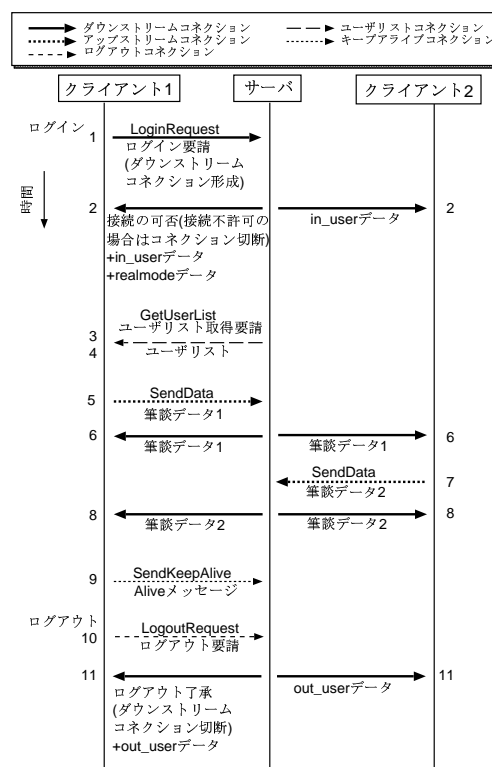 ダウンストリームコネクション
ユーザリストコネクション
アップストリームコネクション
キープアライブコネクション
ログアウトコネクション
クライアント1
サーバ
クライアント2
ログイン
1
LoginRequest
ログイン要請
(ダウンストリーム
コネクション形成)
時間
2
接続の可否(接続不許可の
場合はコネクション切断)
+in_userデータ
+realmodeデータ
in_userデータ
2
GetUserList
3
ユーザリスト取得要請
4
ユーザリスト
5
SendData
筆談データ1
6
筆談データ1
筆談データ1
6
SendData
7
筆談データ2
8
筆談データ2
筆談データ2
8
9
SendKeepAlive
Aliveメッセージ
ログアウト
10
LogoutRequest
ログアウト要請
11
ログアウト了承
(ダウンストリーム
コネクション切断)
+out_userデータ
out_userデータ
11